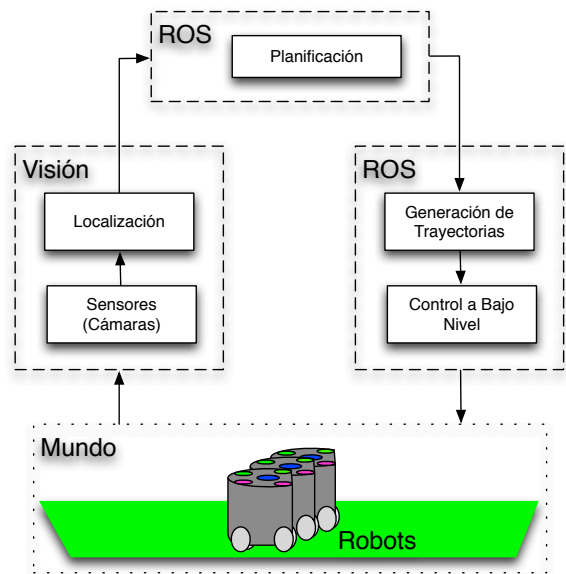 ROS
Planificación
Visión
Localización
Sensores
(Cámaras)
ROS
Generación de
Trayectorias
Control a Bajo
Nivel
Mundo
Robots